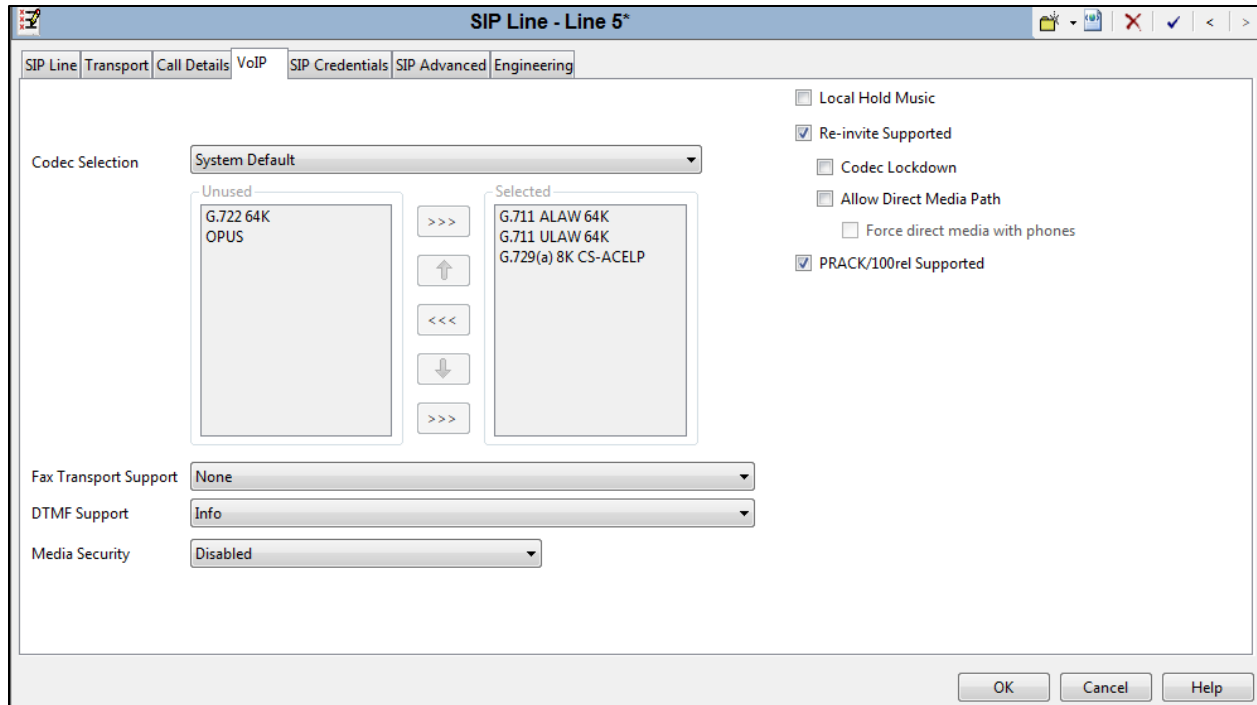 SIP Line - Line 5*
SIP Line
Transport
Call Details
VoIP
SIP Credentials
SIP Advanced
Engineering
Codec Selection
System Default
Unused
G.722 64K
OPUS
>>>
<<<
>>>
Selected
G.711 ALAW 64K
G.711 ULAW 64K
G.729(a) 8K CS-ACELP
Fax Transport Support
None
DTMF Support
Info
Media Security
Disabled
Local Hold Music
Re-invite Supported
Codec Lockdown
Allow Direct Media Path
Force direct media with phones
PRACK/100rel Supported
OK
Cancel
Help